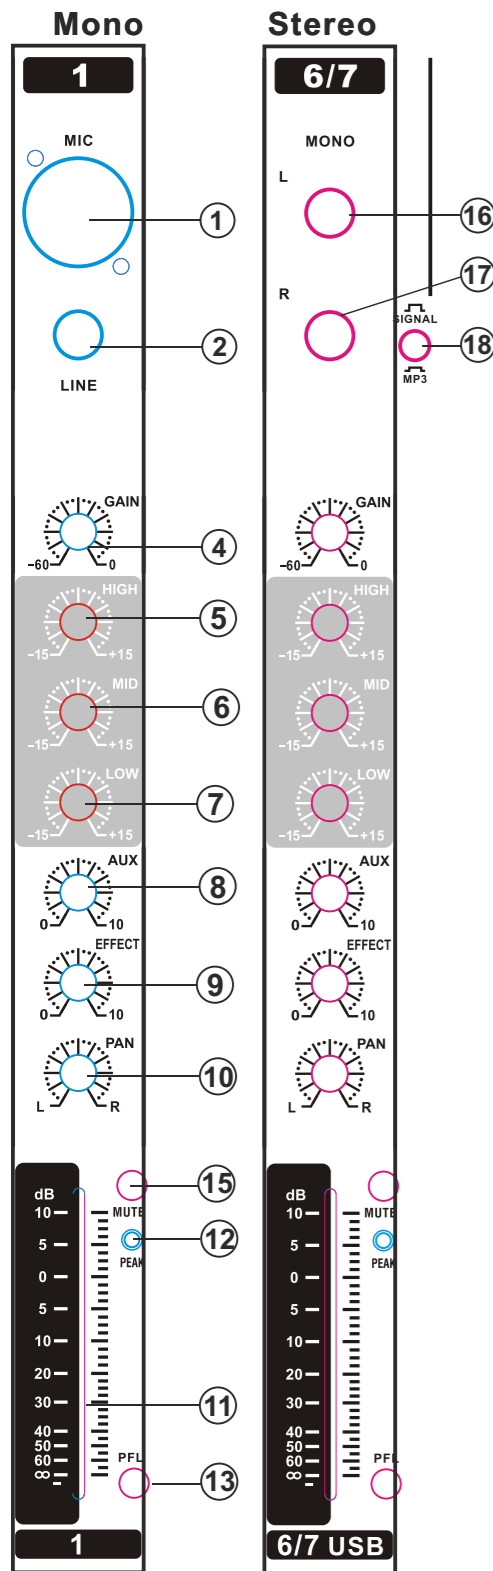 Mono
1
MIC
1
2
LINE
GAIN
-60 0
4
HIGH
-15 +15
5
MID
-15 +15
6
LOW
-15 +15
7
AUX
0 10
8
EFFECT
0 10
9
PAN
L R
10
15
MUTE
12
PEAK
dB
10
5
0
5
10
20
30
40
50
60
∞
11
PFL
13
1
Stereo
6/7
MONO
L
16
R
17
SIGNAL
18
MP3
GAIN
-60 0
HIGH
-15 +15
MID
-15 +15
LOW
-15 +15
AUX
0 10
EFFECT
0 10
PAN
L R
MUTE
PEAK
dB
10
5
0
5
10
20
30
40
50
60
∞
PFL
6/7 USB